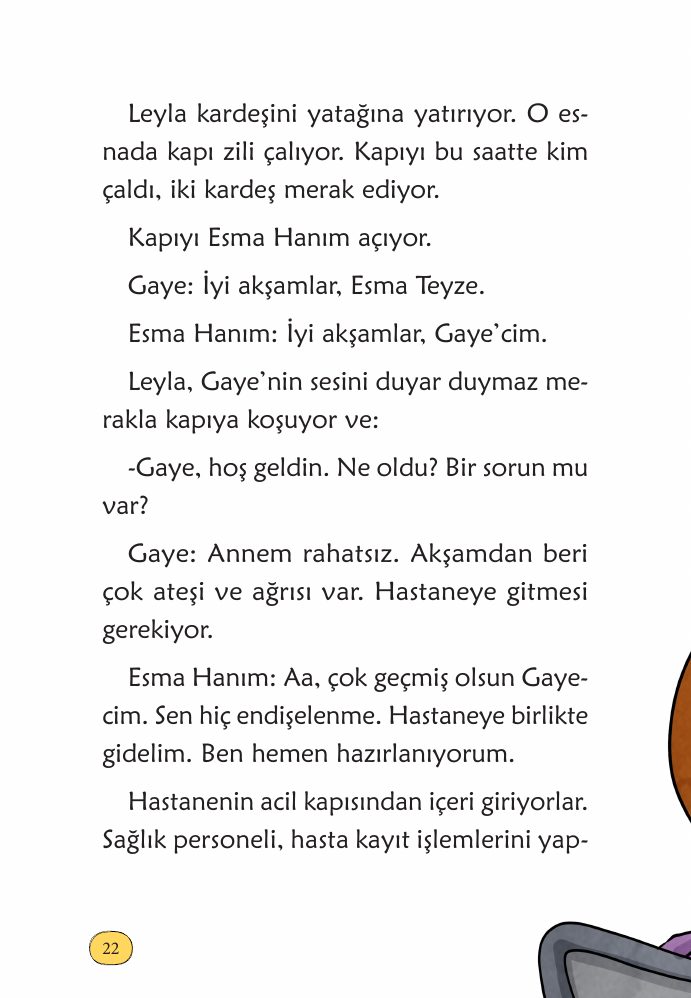 Leyla kardeşini yatağına yatırıyor. O es-
nada kapı zili çalıyor. Kapıyı bu saatte kim
çaldı, iki kardeş merak ediyor.
Kapıyı Esma Hanım açıyor.
Gaye: İyi akşamlar, Esma Teyze.
Esma Hanım: İyi akşamlar, Gaye’cim.
Leyla, Gaye’nin sesini duyar duymaz me-
rakla kapıya koşuyor ve:
-Gaye, hoş geldin. Ne oldu? Bir sorun mu
var?
Gaye: Annem rahatsız. Akşamdan beri
çok ateşi ve ağrısı var. Hastaneye gitmesi
gerekiyor.
Esma Hanım: Aa, çok geçmiş olsun Gaye-
cim. Sen hiç endişelenme. Hastaneye birlikte
gidelim. Ben hemen hazırlanıyorum.
Hastanenin acil kapısından içeri giriyorlar.
Sağlık personeli, hasta kayıt işlemlerini yap-
22